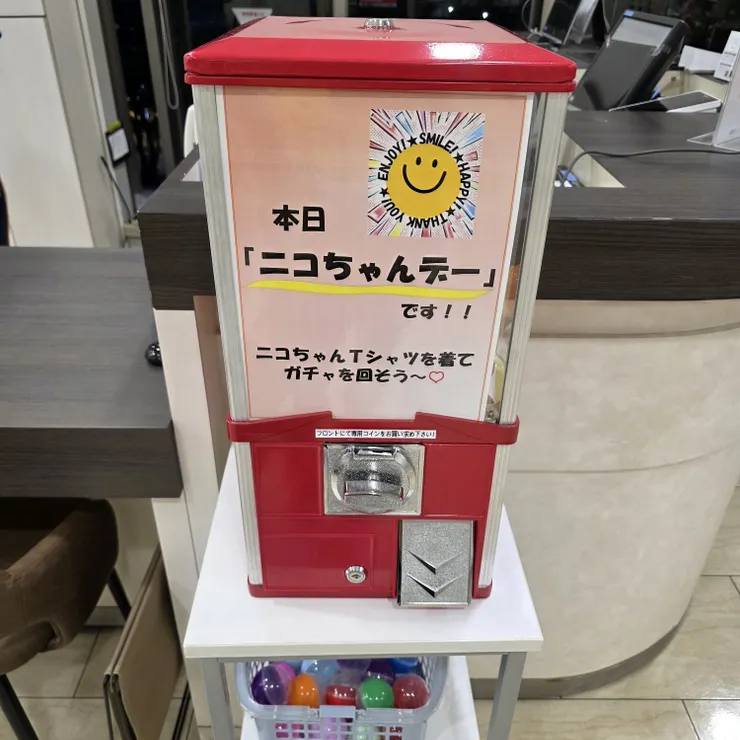 ENJOY!★SMILE!★HAPPY!★THANK YOU!★
本日
「ニコちゃんデー」
です！！
ニコちゃんTシャツを着て
ガチャを回そう〜♡
フロントにて専用コインをお買い求め下さい！